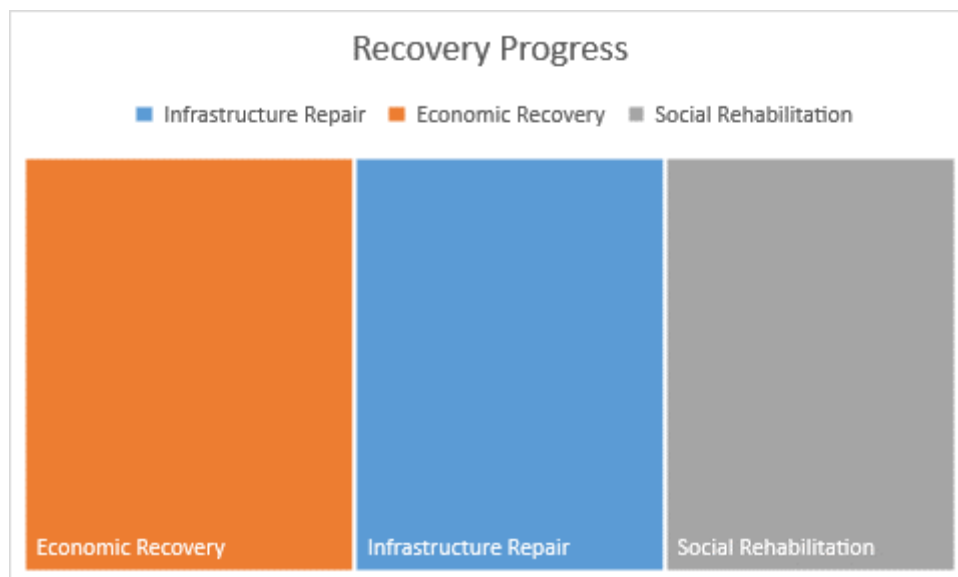 Recovery Progress
Infrastructure Repair Economic Recovery Social Rehabilitation
Economic Recovery Infrastructure Repair Social Rehabilitation